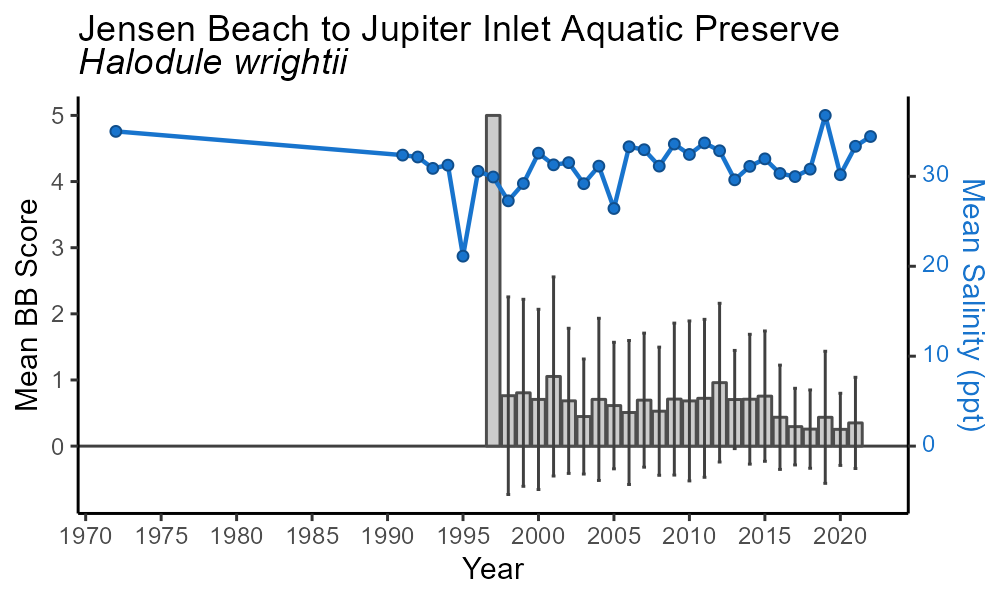 Jensen Beach to Jupiter Inlet Aquatic Preserve
Halodule wrightii
Mean BB Score
5
4
3
2
1
0
30
20
10
0
Mean Salinity (ppt)
1970 1975 1980 1985 1990 1995 2000 2005 2010 2015 2020
Year